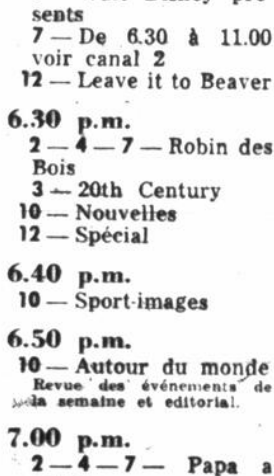 sents
7 — De 6.30 à 11.00
voir canal 2
12 — Leave it to Beaver
6.30 p.m.
2 — 4 — 7 — Robin des
Bois
3 — 20th Century
10 — Nouvelles
12 — Spécial
6.40 p.m.
10 — Sport-images
6.50 p.m.
10 — Autour du monde
Revue des événements de
la semaine et editorial.
7.00 p.m.
2 — 4 — 7 — Papa a